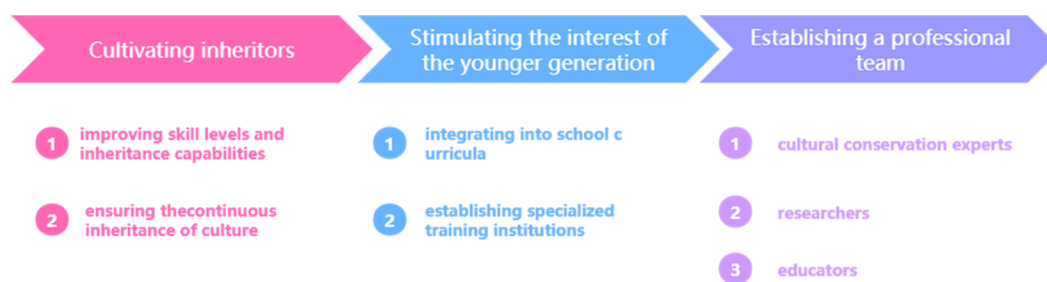 Cultivating inheritors
1
improving skill levels and
inheritance capabilities
2
ensuring thecontinuous
inheritance of culture
Stimulating the interest of
the younger generation
1
integrating into school c
urricula
2
establishing specialized
training institutions
Establishing a professional
team
1
cultural conservation experts
2
researchers
3
educators